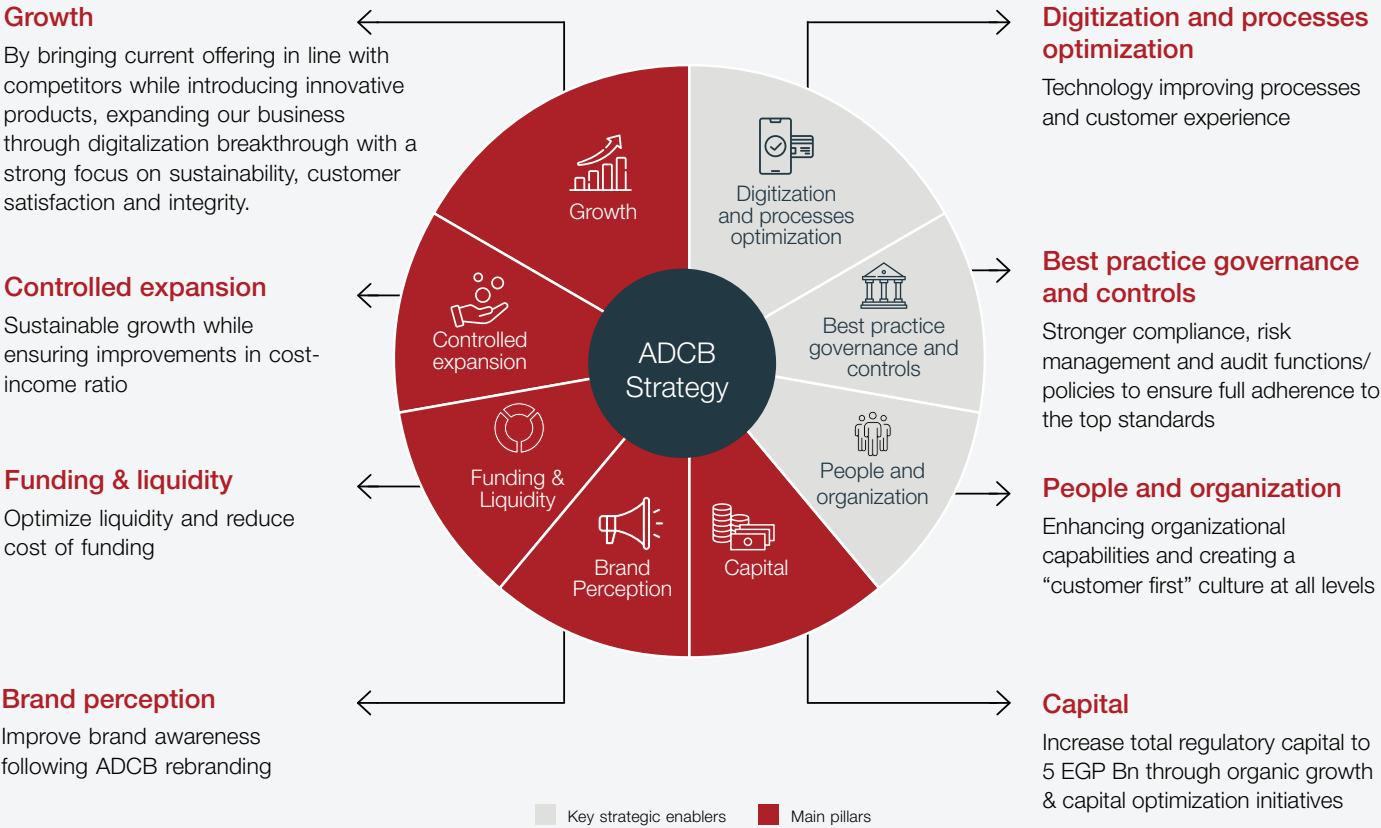 Growth
By bringing current offering in line with
competitors while introducing innovative
products, expanding our business
through digitalization breakthrough with a
strong focus on sustainability, customer
satisfaction and integrity.
Controlled expansion
Sustainable growth while
ensuring improvements in cost-
income ratio
Funding & liquidity
Optimize liquidity and reduce
cost of funding
Brand perception
Improve brand awareness
following ADCB rebranding
Growth
Controlled
expansion
Funding &
Liquidity
Brand
Perception
Capital
People and
organization
Best practice
governance and
controls
Digitization
and processes
optimization
ADCB
Strategy
Digitization and processes
optimization
Technology improving processes
and customer experience
Best practice governance
and controls
Stronger compliance, risk
management and audit functions/
policies to ensure full adherence to
the top standards
People and organization
Enhancing organizational
capabilities and creating a
“customer first” culture at all levels
Capital
Increase total regulatory capital to
5 EGP Bn through organic growth
& capital optimization initiatives
Key strategic enablers
Main pillars